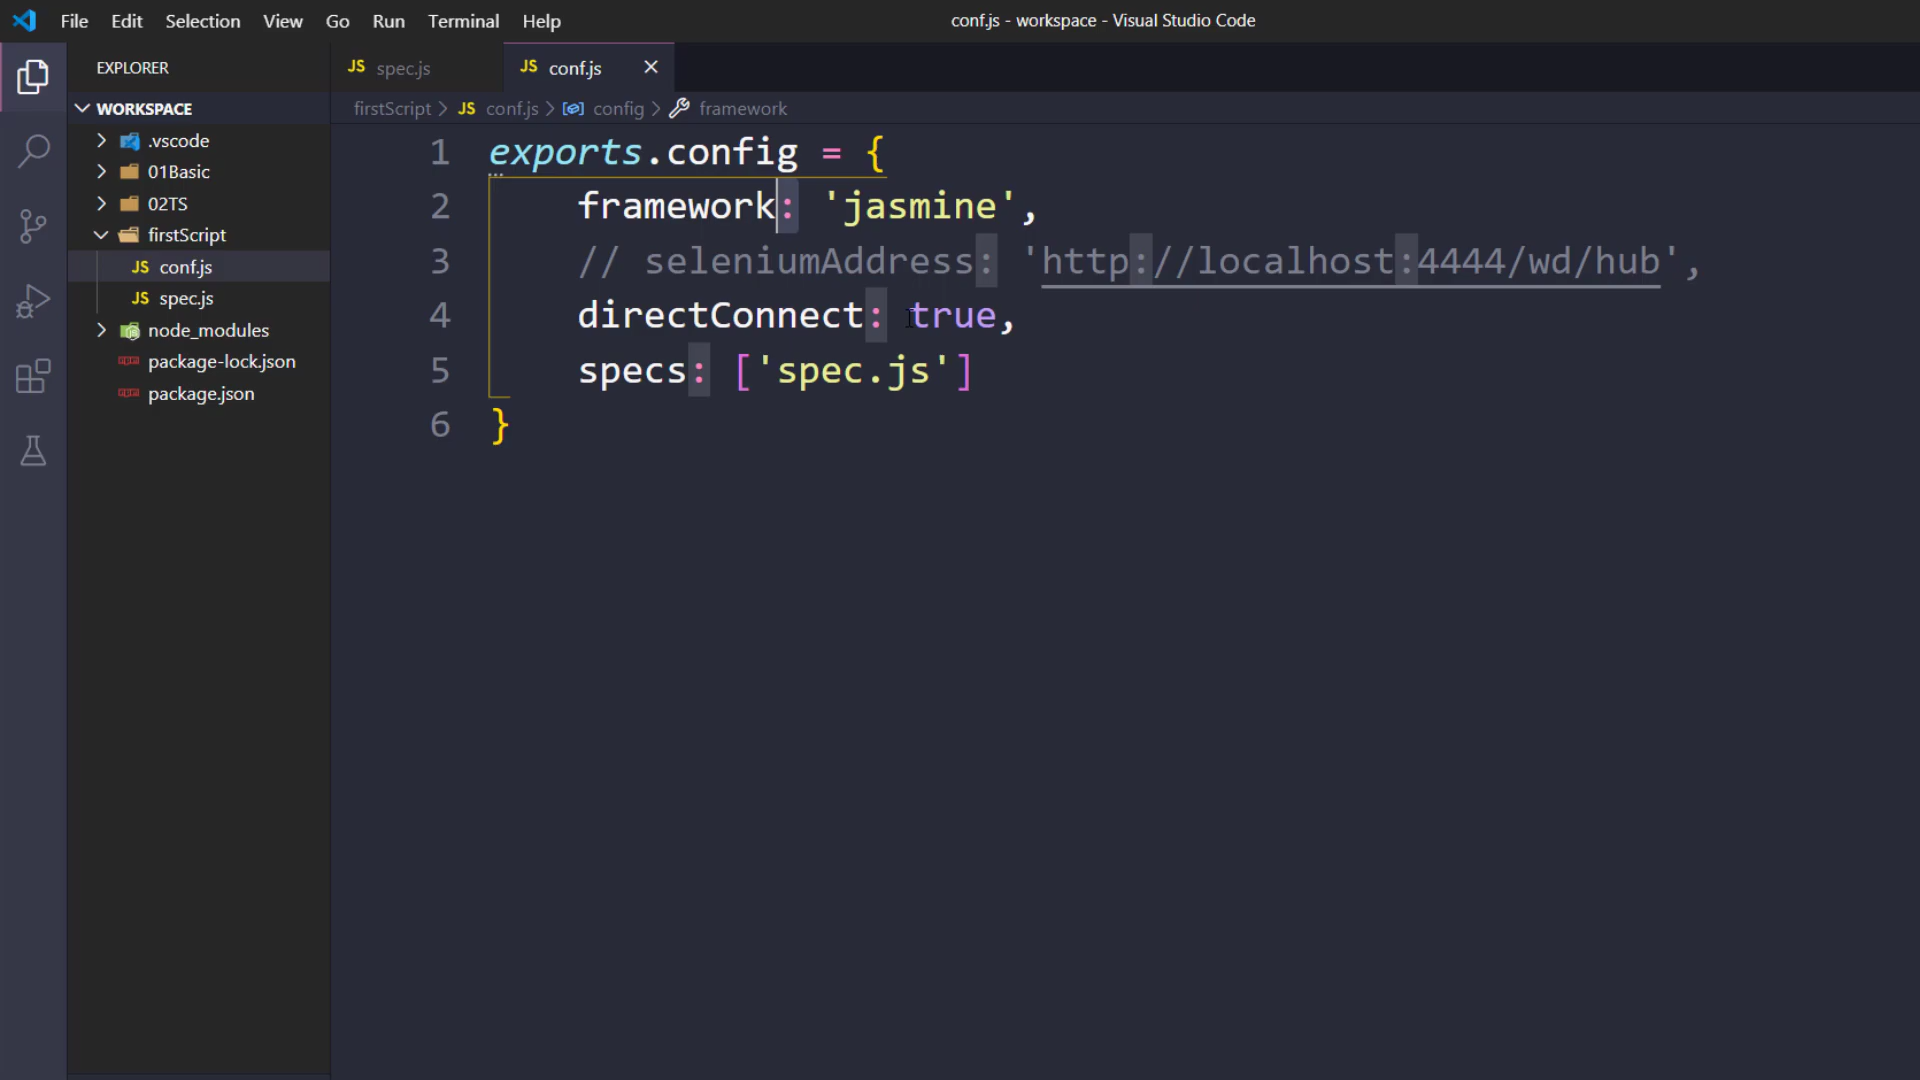 File Edit Selection View Go Run Terminal Help
conf.js - workspace - Visual Studio Code
EXPLORER
WORKSPACE
.vscode
01Basic
02TS
firstScript
JS conf.js
JS spec.js
node_modules
package-lock.json
package.json
JS spec.js
JS conf.js
firstScript > JS conf.js > config > framework
1 exports.config = {
2 framework: 'jasmine',
3 // seleniumAddress: 'http://localhost:4444/wd/hub',
4 directConnect: true,
5 specs: ['spec.js']
6 }